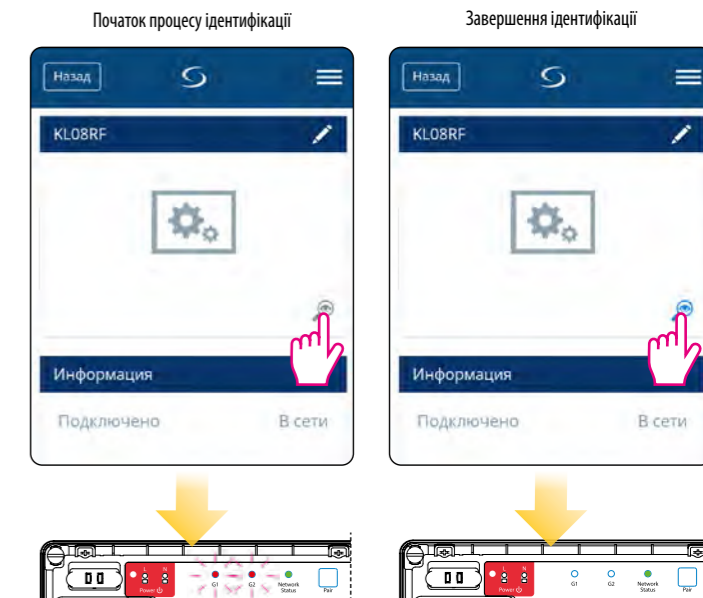 Початок процесу ідентифікації
Завершення ідентифікації
Назад
KL08RF
Информация
Подключено В сети
Назад
KL08RF
Информация
Подключено В сети
L N
Power
G1 G2 Network Status Pair
L N
Power
G1 G2 Network Status Pair